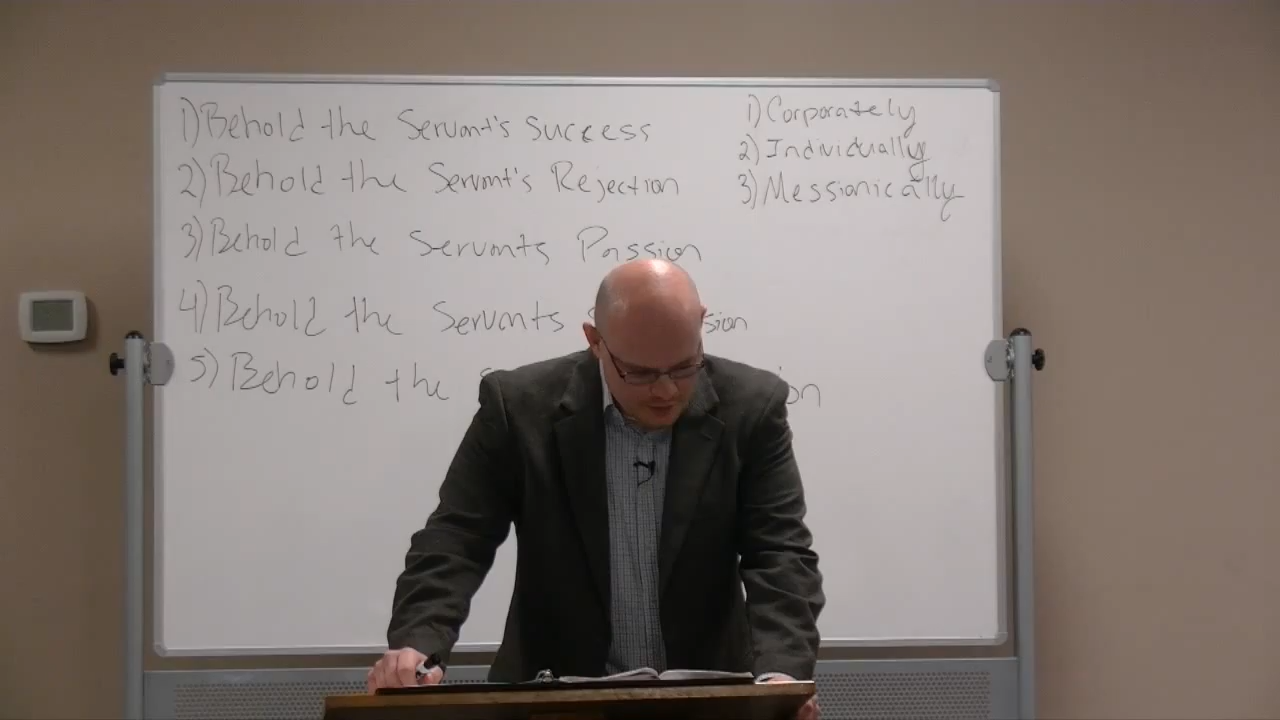 1) Behold the Servant's Success
2) Behold the Servant's Rejection
3) Behold the Servants Passion
4) Behold the Servants
5) Behold the
1) Corporately
2) Individually
3) Messianically